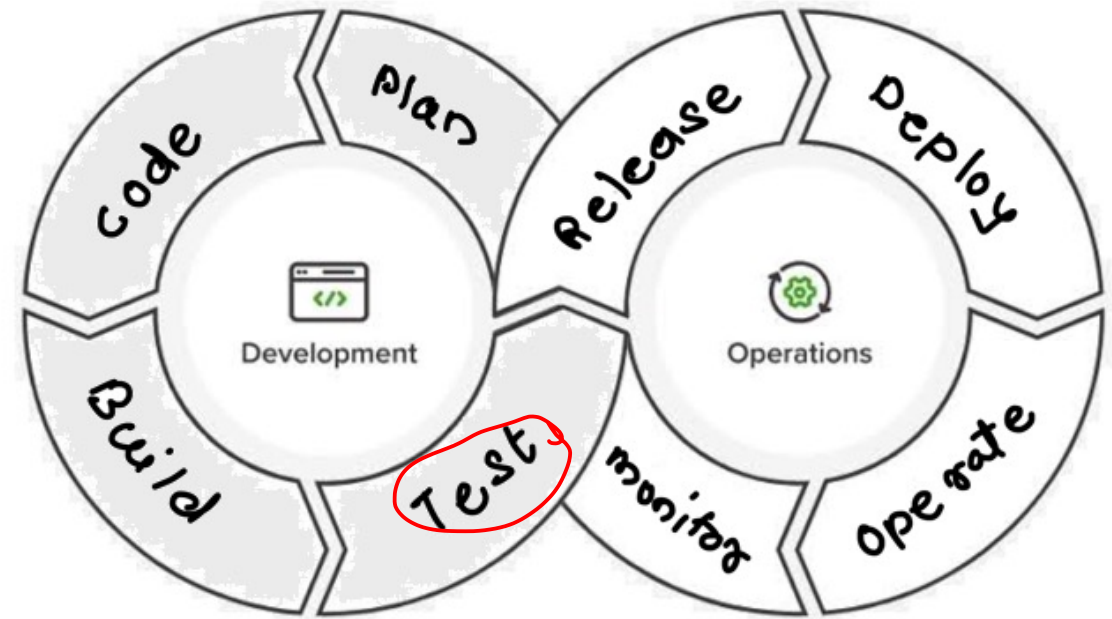 Plan
Code
Build
Test
Release
Deploy
Operate
monitor
</>
Development
Operations